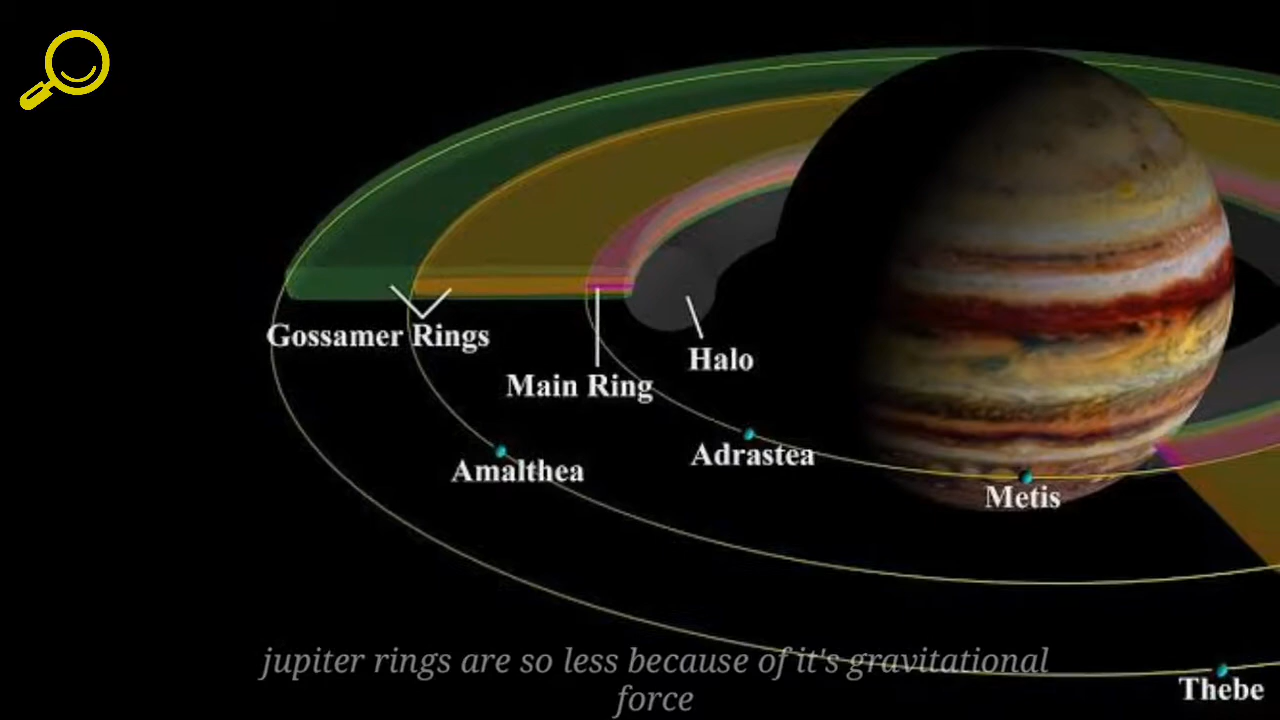 Gossamer Rings
Halo
Main Ring
Adrastea
Amalthea
Metis
jupiter rings are so less because of it's gravitational
force
Thebe